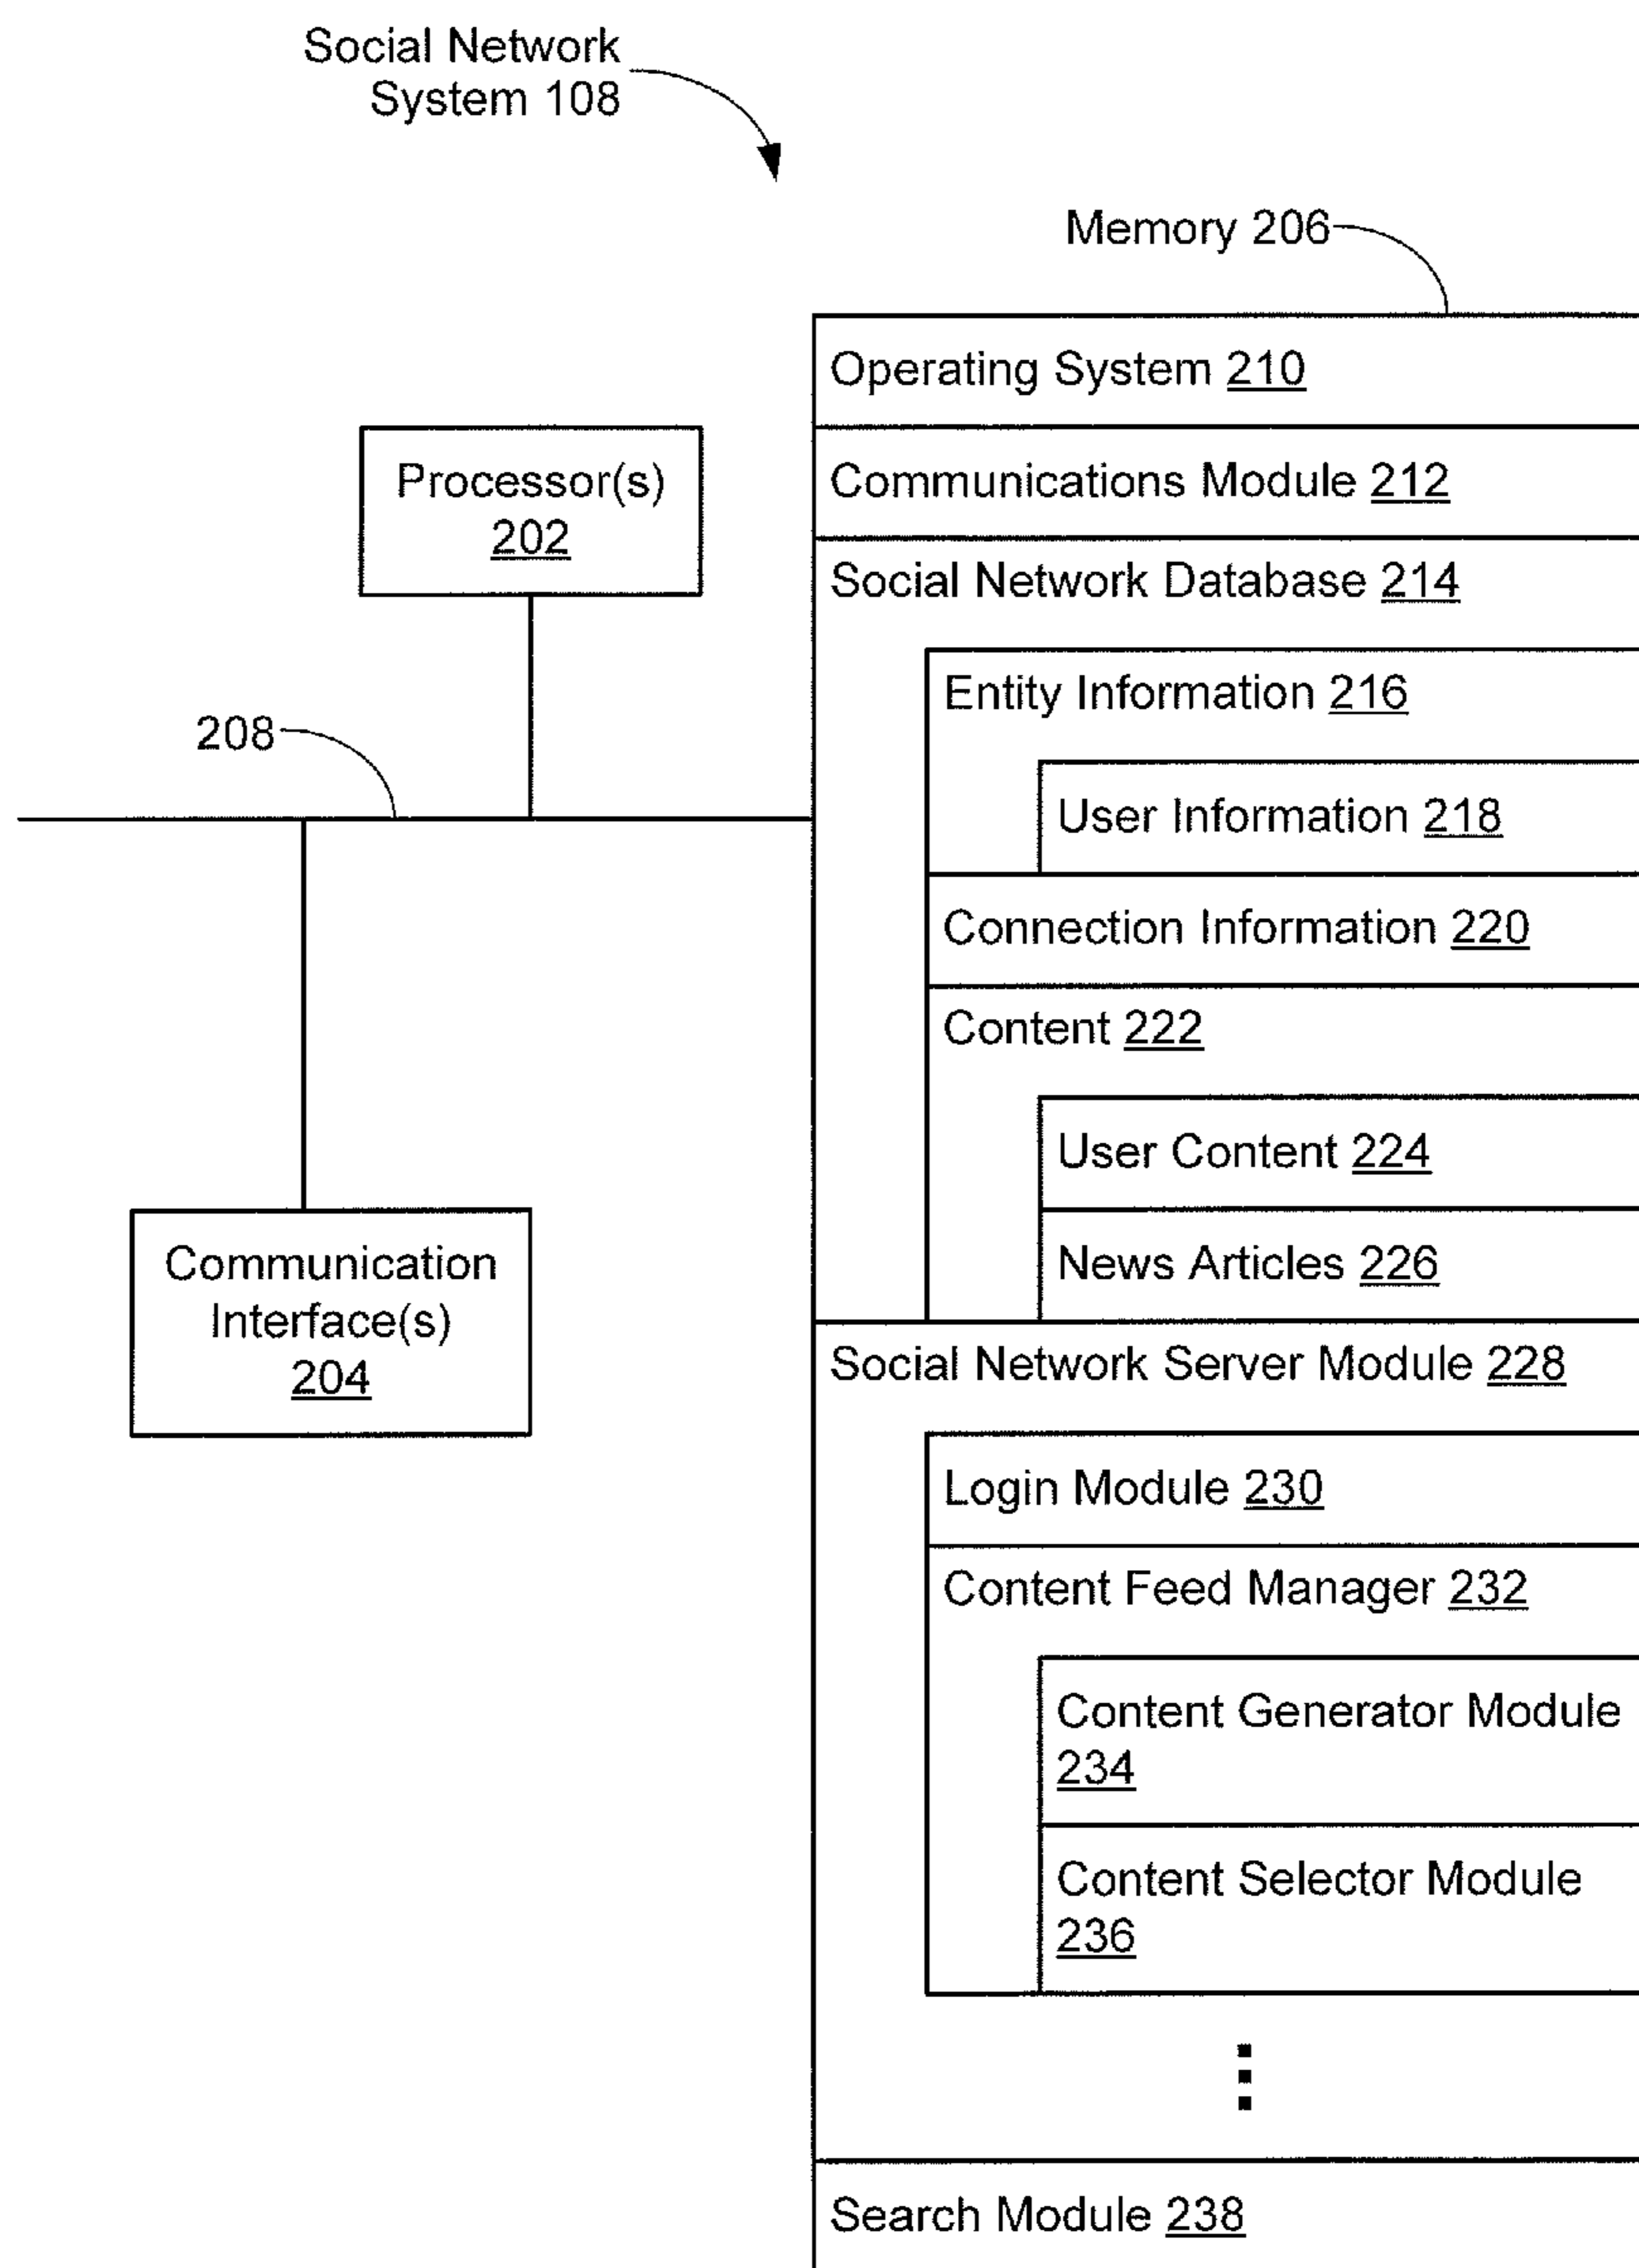 Social Network
System 108
Memory 206
Operating System 210
Communications Module 212
Social Network Database 214
Entity Information 216
User Information 218
Connection Information 220
Content 222
User Content 224
News Articles 226
Social Network Server Module 228
Login Module 230
Content Feed Manager 232
Content Generator Module
234
Content Selector Module
236
Search Module 238
Processor(s)
202
208
Communication
Interface(s)
204